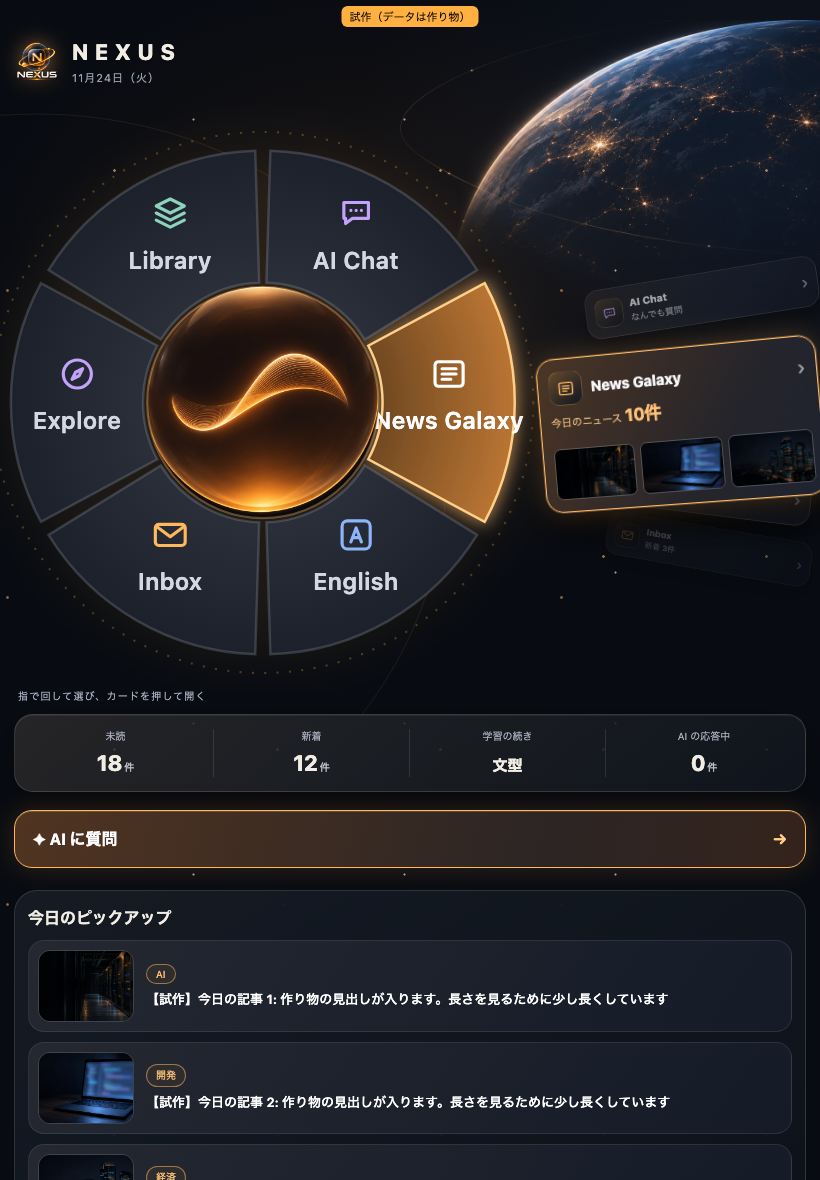 試作（データは作り物）
NEXUS
NEXUS
11月24日（火）
Library
AI Chat
Explore
News Galaxy
Inbox
English
AI Chat
なんでも質問
News Galaxy
今日のニュース 10件
Inbox
新着 3件
指で回して選び、カードを押して開く
未読
18件
新着
12件
学習の続き
文型
AI の応答中
0件
✦ AI に質問
今日のピックアップ
AI
【試作】今日の記事 1: 作り物の見出しが入ります。長さを見るために少し長くしています
開発
【試作】今日の記事 2: 作り物の見出しが入ります。長さを見るために少し長くしています
経済